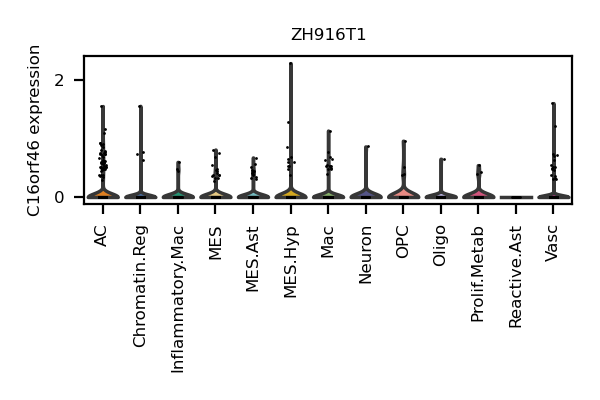 ZH916T1
C16orf46 expression
2
0
AC
Chromatin.Reg
Inflammatory.Mac
MES
MES.Ast
MES.Hyp
Mac
Neuron
OPC
Oligo
Prolif.Metab
Reactive.Ast
Vasc